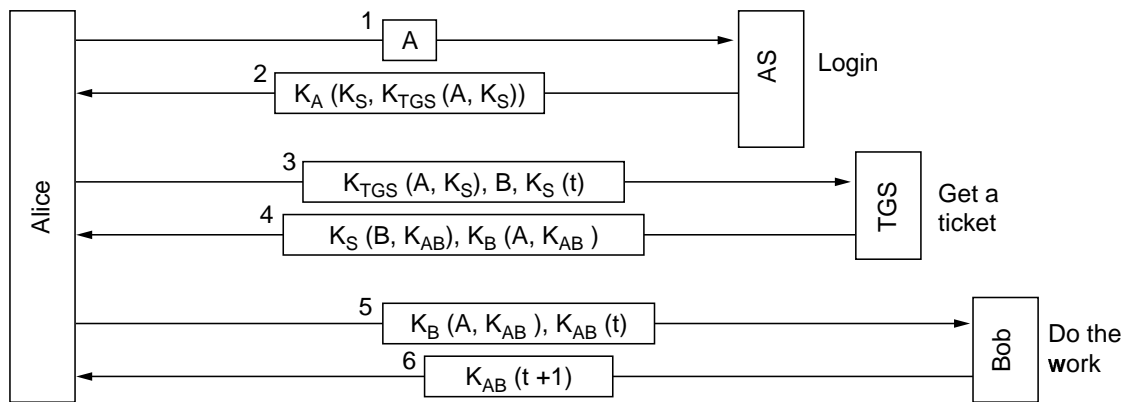 1
A
AS
Login
2
K_A (K_S, K_TGS (A, K_S))
Alice
3
K_TGS (A, K_S), B, K_S (t)
TGS
Get a
ticket
4
K_S (B, K_AB), K_B (A, K_AB )
5
K_B (A, K_AB ), K_AB (t)
Bob
Do the
work
6
K_AB (t +1)